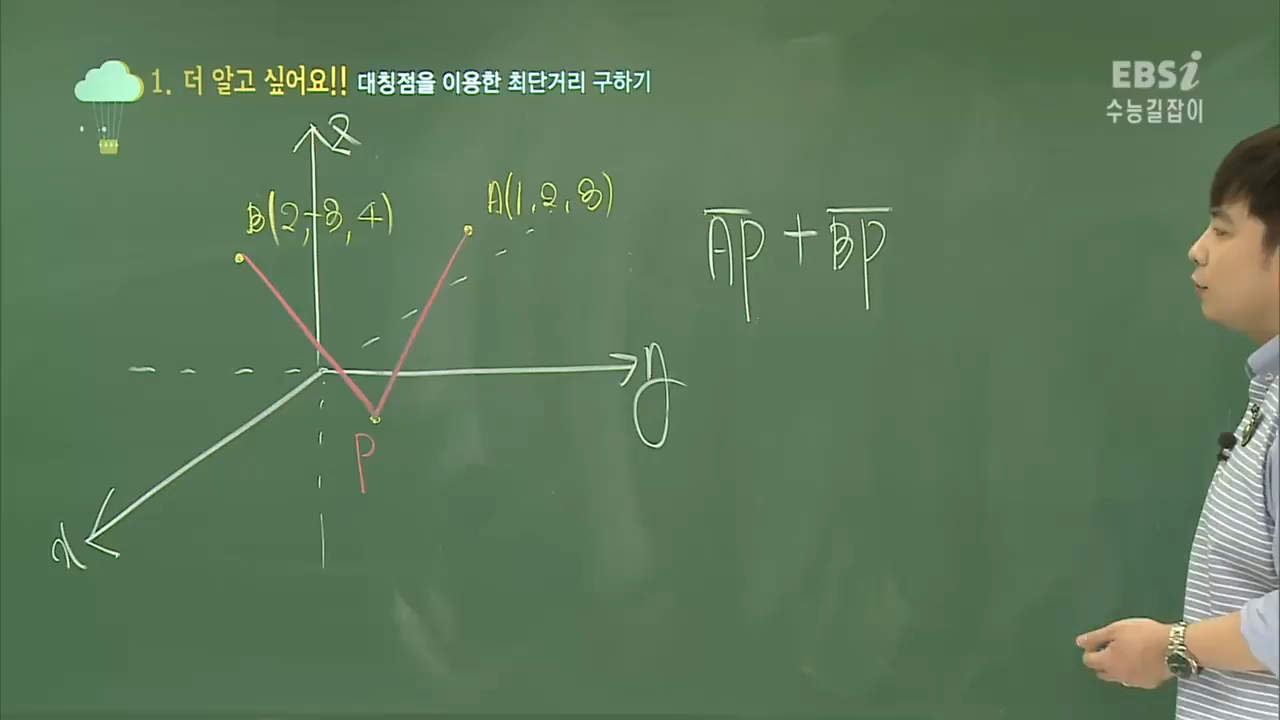 1. 더 알고 싶어요!! 대칭점을 이용한 최단거리 구하기
EBSi
수능길잡이
z
B(2,-3,4)
A(1,2,3)
AP + BP
y
P
x